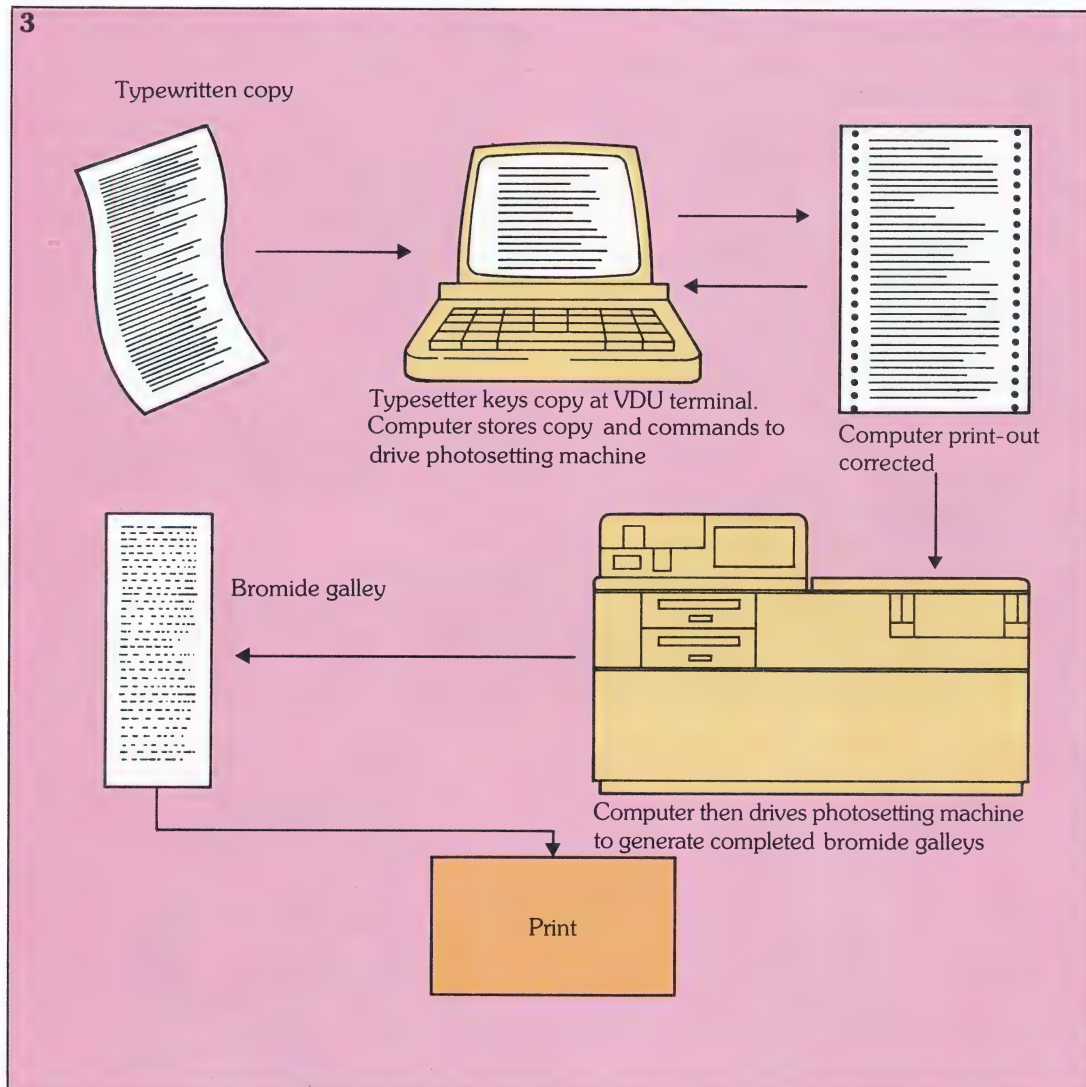 3
Typewritten copy
Typesetter keys copy at VDU terminal.
Computer stores copy and commands to
drive photosetting machine
Computer print-out
corrected
Bromide galley
Computer then drives photosetting machine
to generate completed bromide galleys
Print